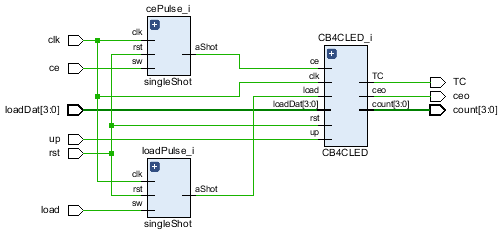 cePulse_i
clk
rst
sw
aShot
singleShot
clk
ce
loadDat[3:0]
up
rst
load
CB4CLED_i
ce
clk
load
loadDat[3:0]
rst
up
TC
ceo
count[3:0]
CB4CLED
TC
ceo
count[3:0]
loadPulse_i
clk
rst
sw
aShot
singleShot